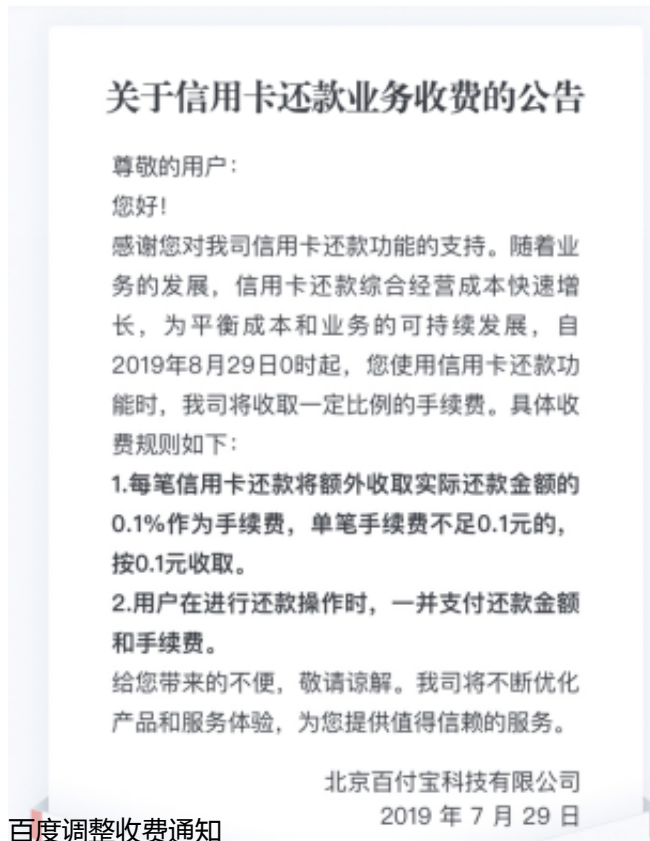 关于信用卡还款业务收费的公告
尊敬的用户：
您好！
感谢您对我司信用卡还款功能的支持。随着业
务的发展，信用卡还款综合经营成本快速增
长，为平衡成本和业务的可持续发展，自
2019年8月29日0时起，您使用信用卡还款功
能时，我司将收取一定比例的手续费。具体收
费规则如下：
1.每笔信用卡还款将额外收取实际还款金额的
0.1%作为手续费，单笔手续费不足0.1元的，
按0.1元收取。
2.用户在进行还款操作时，一并支付还款金额
和手续费。
给您带来的不便，敬请谅解。我司将不断优化
产品和服务体验，为您提供值得信赖的服务。
北京百付宝科技有限公司
2019 年 7 月 29 日
百度调整收费通知